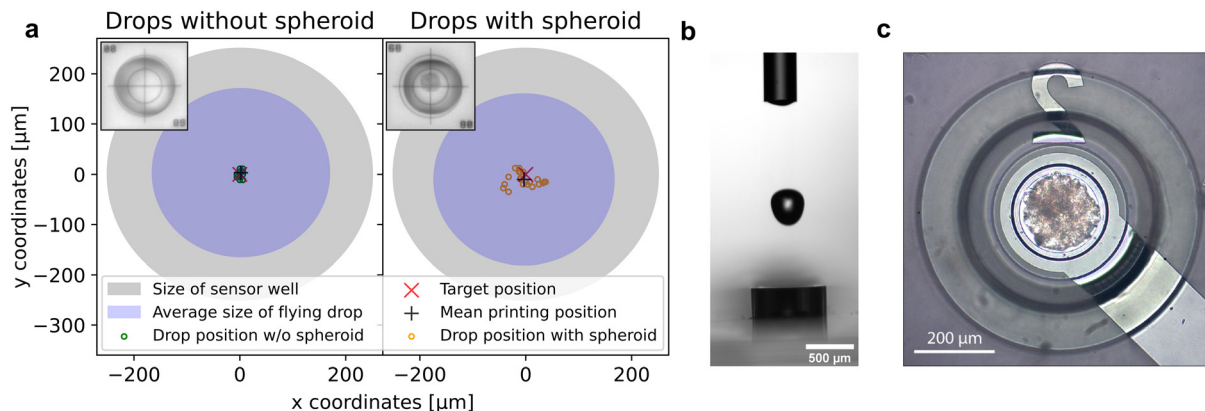 a
Drops without spheroid
Drops with spheroid
b
c
200
100
0
−100
−200
−300
y coordinates [µm]
Size of sensor well
Average size of flying drop
Drop position w/o spheroid
Target position
Mean printing position
Drop position with spheroid
−200
0
200
−200
0
200
x coordinates [µm]
500 µm
200 µm